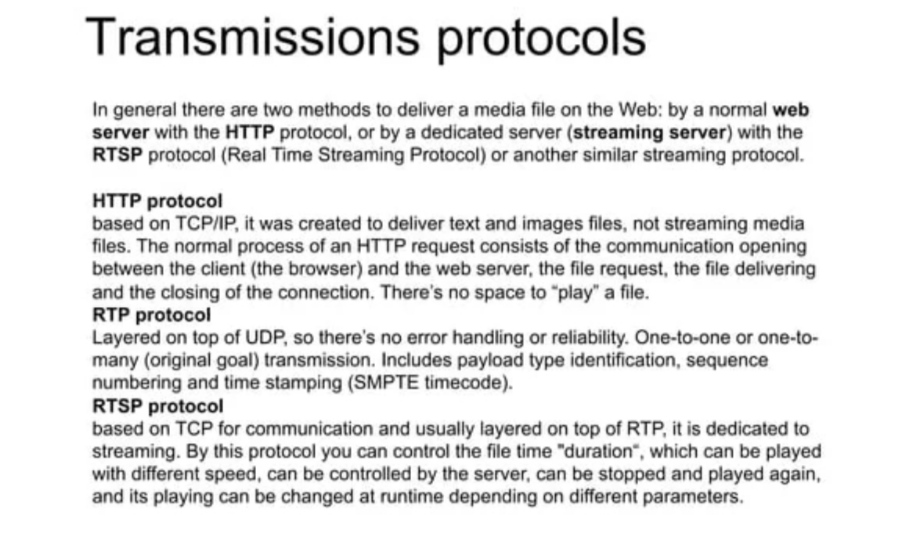 Transmissions protocols
In general there are two methods to deliver a media file on the Web: by a normal web
server with the HTTP protocol, or by a dedicated server (streaming server) with the
RTSP protocol (Real Time Streaming Protocol) or another similar streaming protocol.
HTTP protocol
based on TCP/IP, it was created to deliver text and images files, not streaming media
files. The normal process of an HTTP request consists of the communication opening
between the client (the browser) and the web server, the file request, the file delivering
and the closing of the connection. There's no space to “play” a file.
RTP protocol
Layered on top of UDP, so there's no error handling or reliability. One-to-one or one-to-
many (original goal) transmission. Includes payload type identification, sequence
numbering and time stamping (SMPTE timecode).
RTSP protocol
based on TCP for communication and usually layered on top of RTP, it is dedicated to
streaming. By this protocol you can control the file time "duration“, which can be played
with different speed, can be controlled by the server, can be stopped and played again,
and its playing can be changed at runtime depending on different parameters.